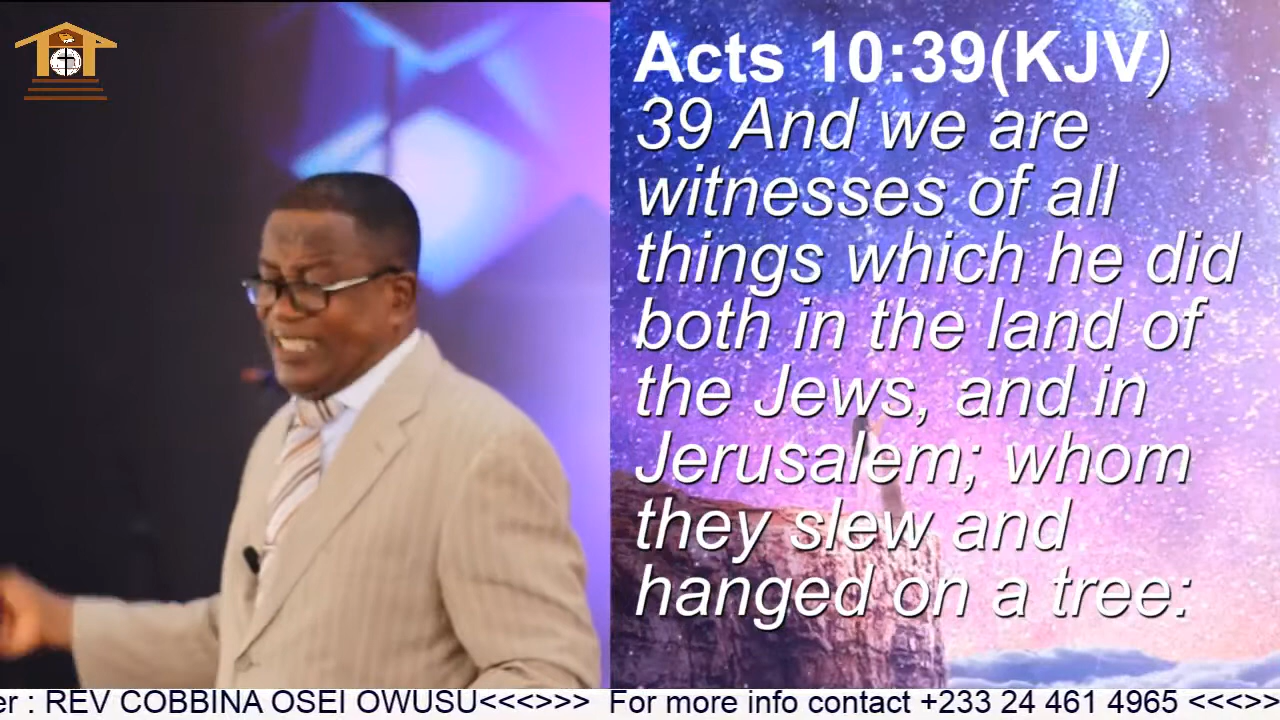 Acts 10:39(KJV)
39 And we are
witnesses of all
things which he did
both in the land of
the Jews, and in
Jerusalem; whom
they slew and
hanged on a tree:
er : REV COBBINA OSEI OWUSU<<<>>> For more info contact +233 24 461 4965 <<<>>